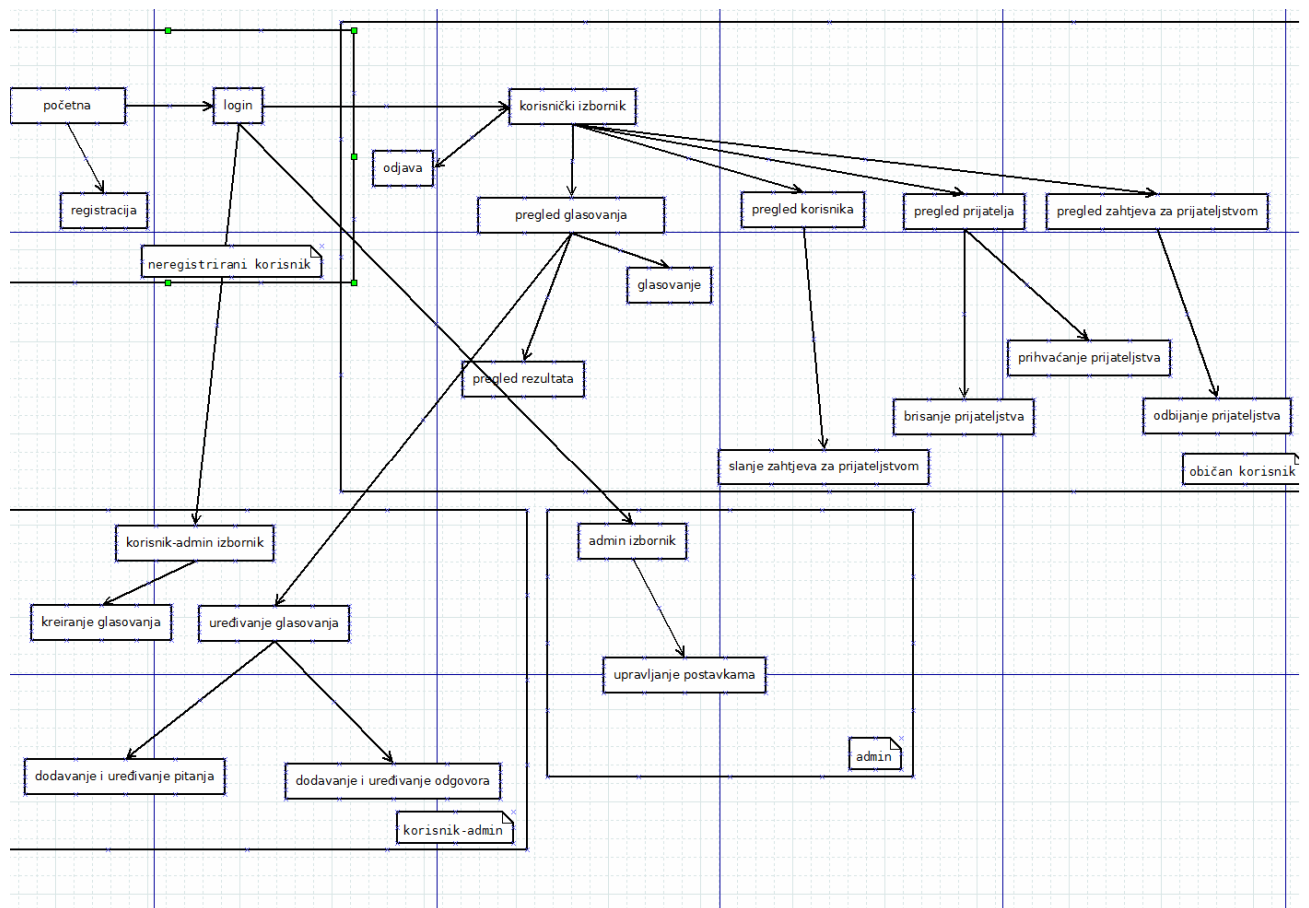 početna
login
korisnički izbornik
odjava
registracija
pregled glasovanja
pregled korisnika
pregled prijatelja
pregled zahtjeva za prijateljstvom
neregistrirani korisnik
glasovanje
pregled rezultata
prihvaćanje prijateljstva
brisanje prijateljstva
odbijanje prijateljstva
slanje zahtjeva za prijateljstvom
običan korisnik
korisnik-admin izbornik
admin izbornik
kreiranje glasovanja
uređivanje glasovanja
upravljanje postavkama
admin
dodavanje i uređivanje pitanja
dodavanje i uređivanje odgovora
korisnik-admin